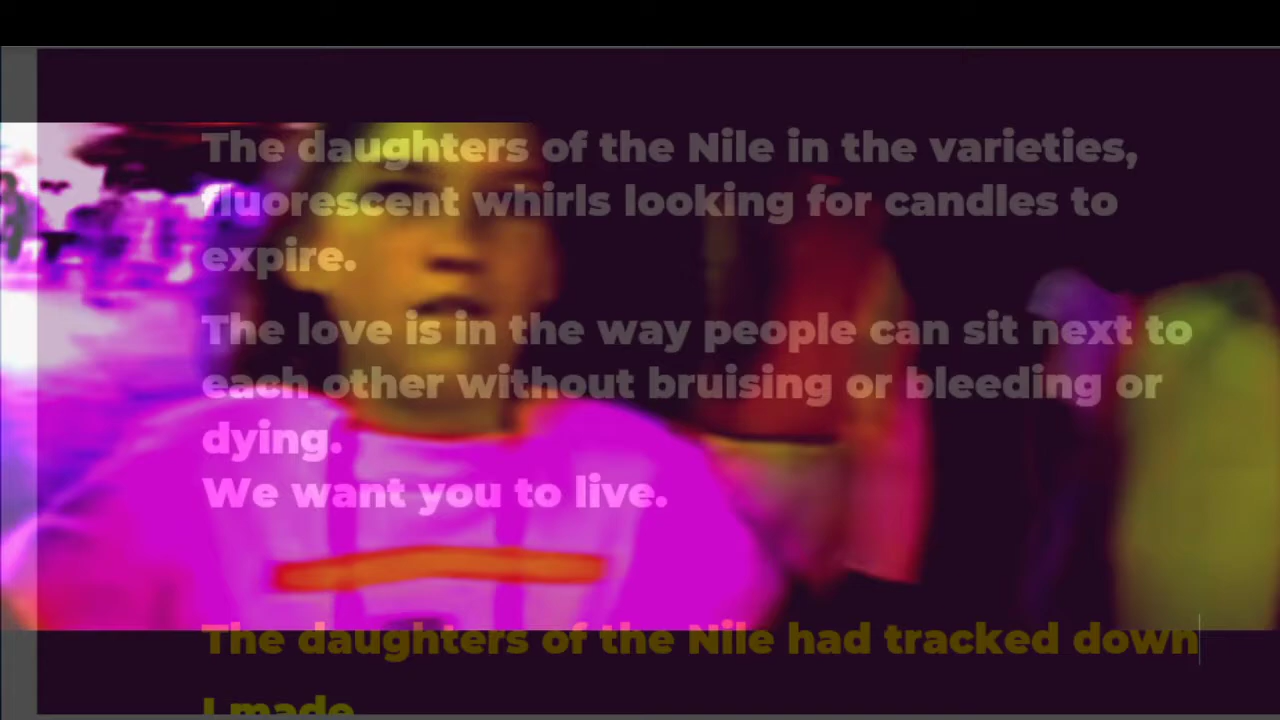 The daughters of the Nile in the varieties,
fluorescent whirls looking for candles to
expire.
The love is in the way people can sit next to
each other without bruising or bleeding or
dying.
We want you to live.
The daughters of the Nile had tracked down
I made